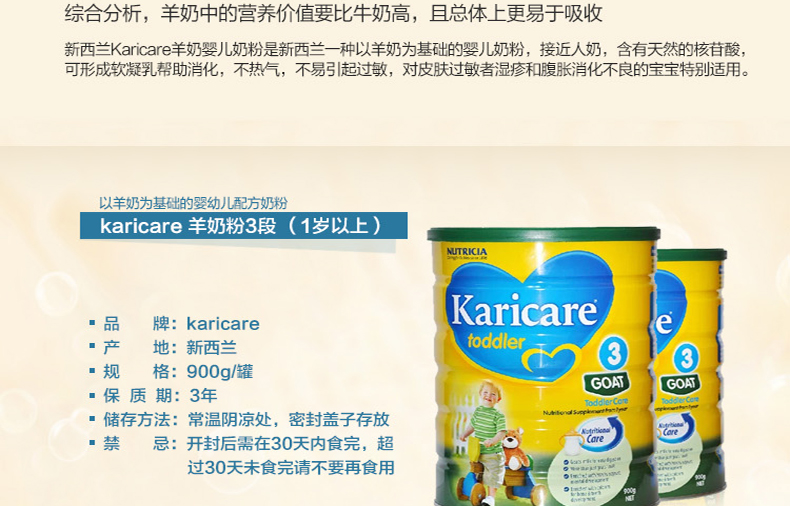 综合分析，羊奶中的营养价值要比牛奶高，且总体上更易于吸收
新西兰Karicare羊奶婴儿奶粉是新西兰一种以羊奶为基础的婴儿奶粉，接近人奶，含有天然的核苷酸，
可形成软凝乳帮助消化，不热气，不易引起过敏，对皮肤过敏者湿疹和腹胀消化不良的宝宝特别适用。
以羊奶为基础的婴幼儿配方奶粉
karicare 羊奶粉3段（1岁以上）
品 牌：karicare
产 地：新西兰
规 格：900g/罐
保 质 期：3年
储存方法：常温阴凉处，密封盖子存放
禁 忌：开封后需在30天内食完，超
过30天未食完请不要再食用
NUTRICIA
Karicare
toddler
3
GOAT
Toddler Care
Nutritional Supplement from 1 year
Nutritional
Care
900g
NET
re
3
GOAT
Toddler Care
Nutritional
Care
900g
NET